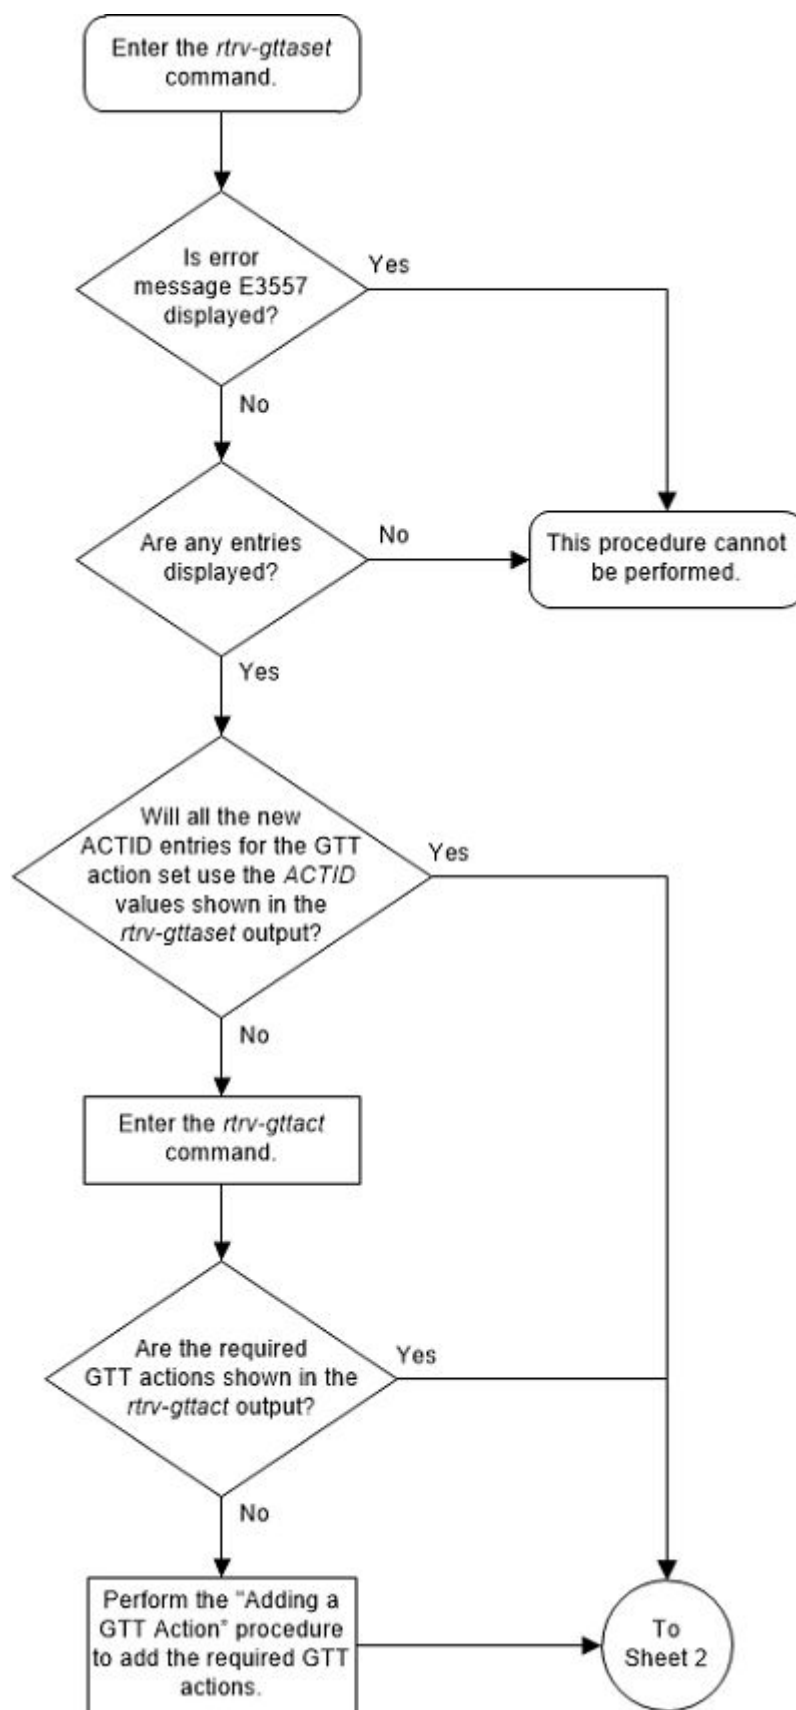 Enter the rtrv-gttaset
command.
Is error
message E3557
displayed?
Yes
No
Are any entries
displayed?
No
This procedure cannot
be performed.
Yes
Will all the new
ACTID entries for the GTT
action set use the ACTID
values shown in the
rtrv-gttaset output?
Yes
No
Enter the rtrv-gttact
command.
Are the required
GTT actions shown in the
rtrv-gttact output?
Yes
No
Perform the “Adding a
GTT Action” procedure
to add the required GTT
actions.
To
Sheet 2